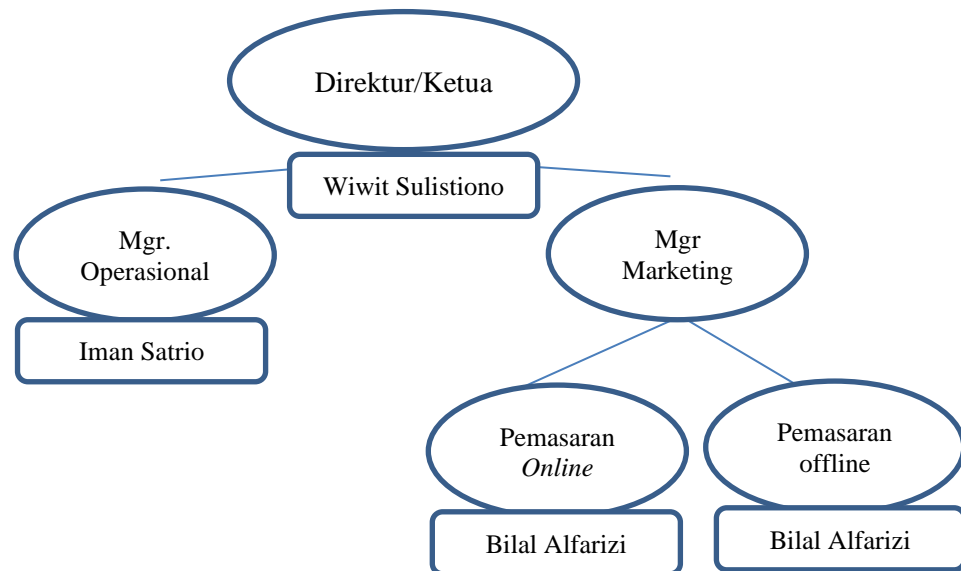 Direktur/Ketua
Wiwit Sulistiono
Mgr.
Operasional
Iman Satrio
Mgr
Marketing
Pemasaran
Online
Bilal Alfarizi
Pemasaran
offline
Bilal Alfarizi